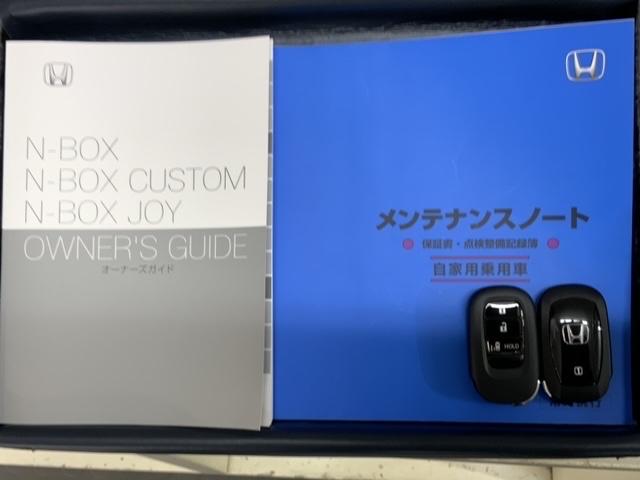 N-BOX
N-BOX CUSTOM
N-BOX JOY
OWNER'S GUIDE
オーナーズガイド
メンテナンスノート
保証書・点検整備記録簿
自家用乗用車
HOLD